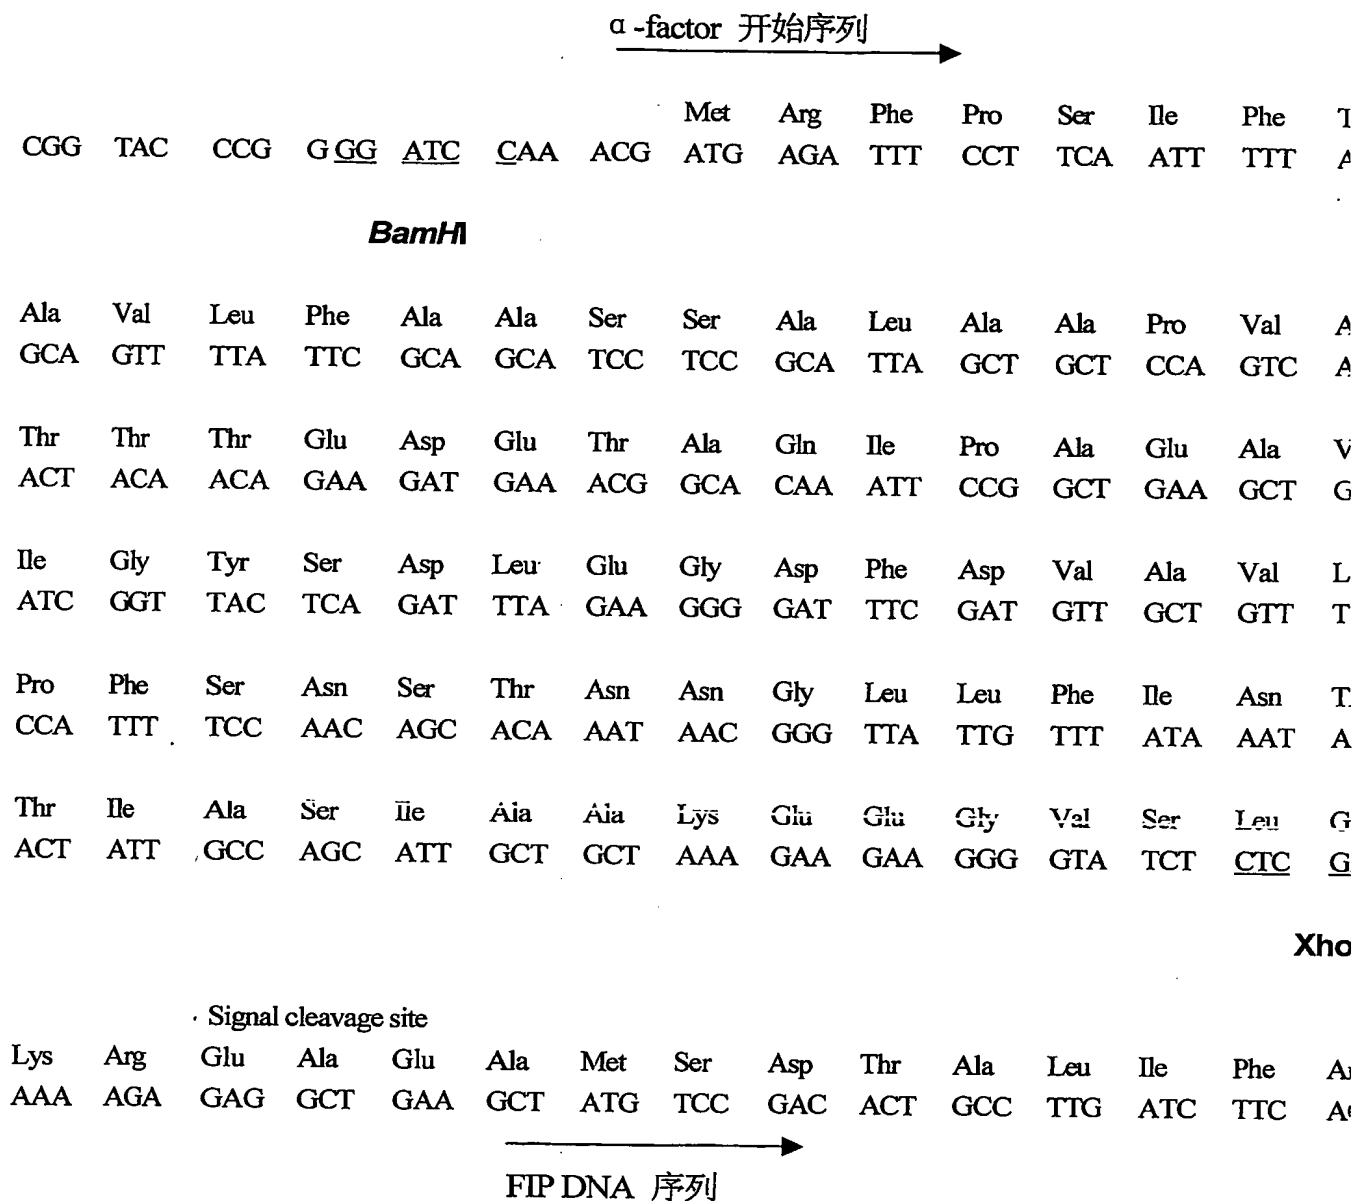 α-factor 开始序列
Met Arg Phe Pro Ser Ile Phe T
CGG TAC CCG G GG ATC CAA ACG ATG AGA TTT CCT TCA ATT TTT A
BamHI
Ala Val Leu Phe Ala Ala Ser Ser Ala Leu Ala Ala Pro Val A
GCA GTT TTA TTC GCA GCA TCC TCC GCA TTA GCT GCT CCA GTC A
Thr Thr Thr Glu Asp Glu Thr Ala Gln Ile Pro Ala Glu Ala V
ACT ACA ACA GAA GAT GAA ACG GCA CAA ATT CCG GCT GAA GCT G
Ile Gly Tyr Ser Asp Leu Glu Gly Asp Phe Asp Val Ala Val L
ATC GGT TAC TCA GAT TTA GAA GGG GAT TTC GAT GTT GCT GTT T
Pro Phe Ser Asn Ser Thr Asn Asn Gly Leu Leu Phe Ile Asn T
CCA TTT TCC AAC AGC ACA AAT AAC GGG TTA TTG TTT ATA AAT A
Thr Ile Ala Ser Ile Ala Ala Lys Glu Glu Gly Val Ser Leu G
ACT ATT GCC AGC ATT GCT GCT AAA GAA GAA GGG GTA TCT CTC G
Xho
Signal cleavage site
Lys Arg Glu Ala Glu Ala Met Ser Asp Thr Ala Leu Ile Phe Ar
AAA AGA GAG GCT GAA GCT ATG TCC GAC ACT GCC TTG ATC TTC A
FIP DNA 序列